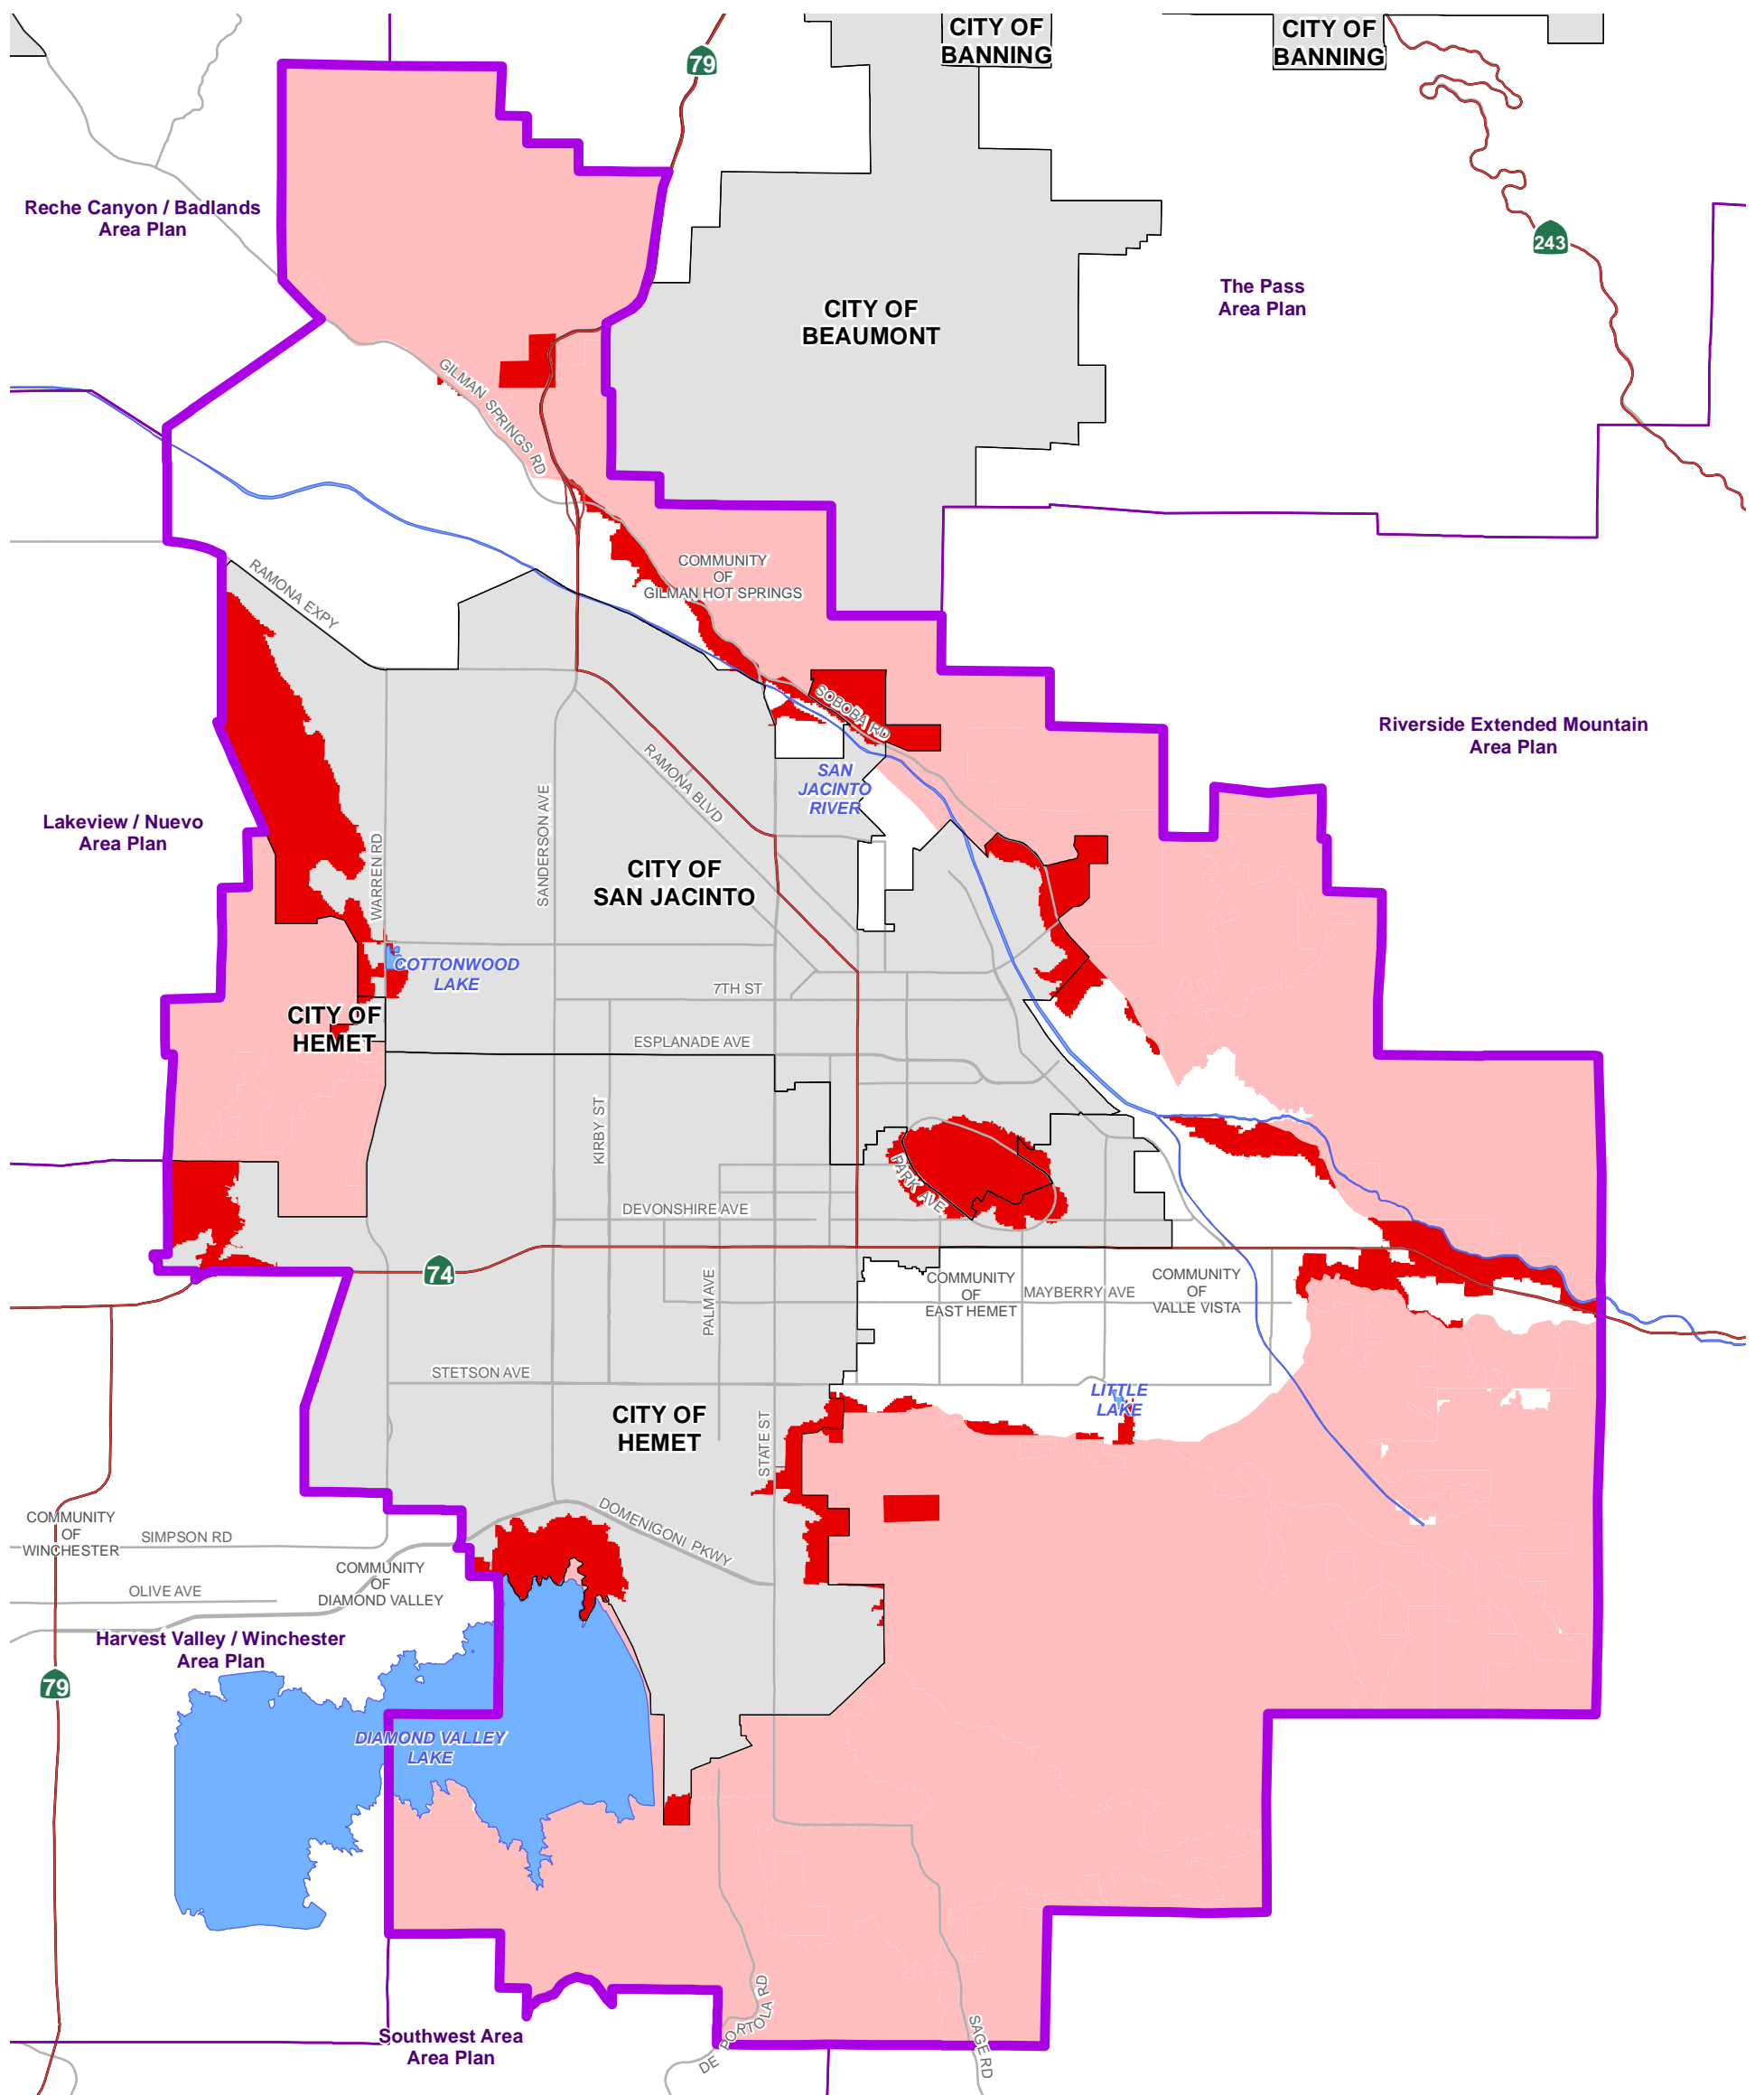 CITY OF
BANNING
CITY OF
BANNING
79
Reche Canyon / Badlands
Area Plan
243
The Pass
Area Plan
CITY OF
BEAUMONT
GILMAN SPRINGS RD
COMMUNITY
OF
GILMAN HOT SPRINGS
RAMONA EXPY
SOBOBA RD
Riverside Extended Mountain
Area Plan
RAMONA BLVD
SAN
JACINTO
RIVER
Lakeview / Nuevo
Area Plan
WARREN RD
SANDERSON AVE
CITY OF
SAN JACINTO
COTTONWOOD
LAKE
7TH ST
CITY OF
HEMET
ESPLANADE AVE
KIRBY ST
PARK AVE
DEVONSHIRE AVE
74
PALM AVE
COMMUNITY
OF
EAST HEMET
MAYBERRY AVE
COMMUNITY
OF
VALLE VISTA
STETSON AVE
LITTLE
LAKE
CITY OF
HEMET
STATE ST
DOMENIGONI PKWY
COMMUNITY
OF
WINCHESTER
SIMPSON RD
COMMUNITY
OF
DIAMOND VALLEY
OLIVE AVE
Harvest Valley / Winchester
Area Plan
79
DIAMOND VALLEY
LAKE
DE PORTOLA RD
SAGE RD
Southwest Area
Area Plan